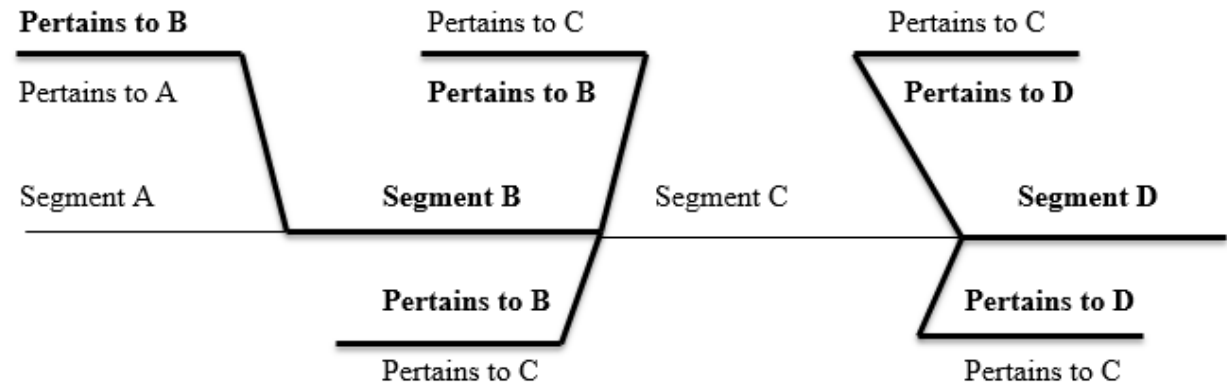 Pertains to B
Pertains to C
Pertains to C
Pertains to A
Pertains to B
Pertains to D
Segment A
Segment B
Segment C
Segment D
Pertains to B
Pertains to D
Pertains to C
Pertains to C